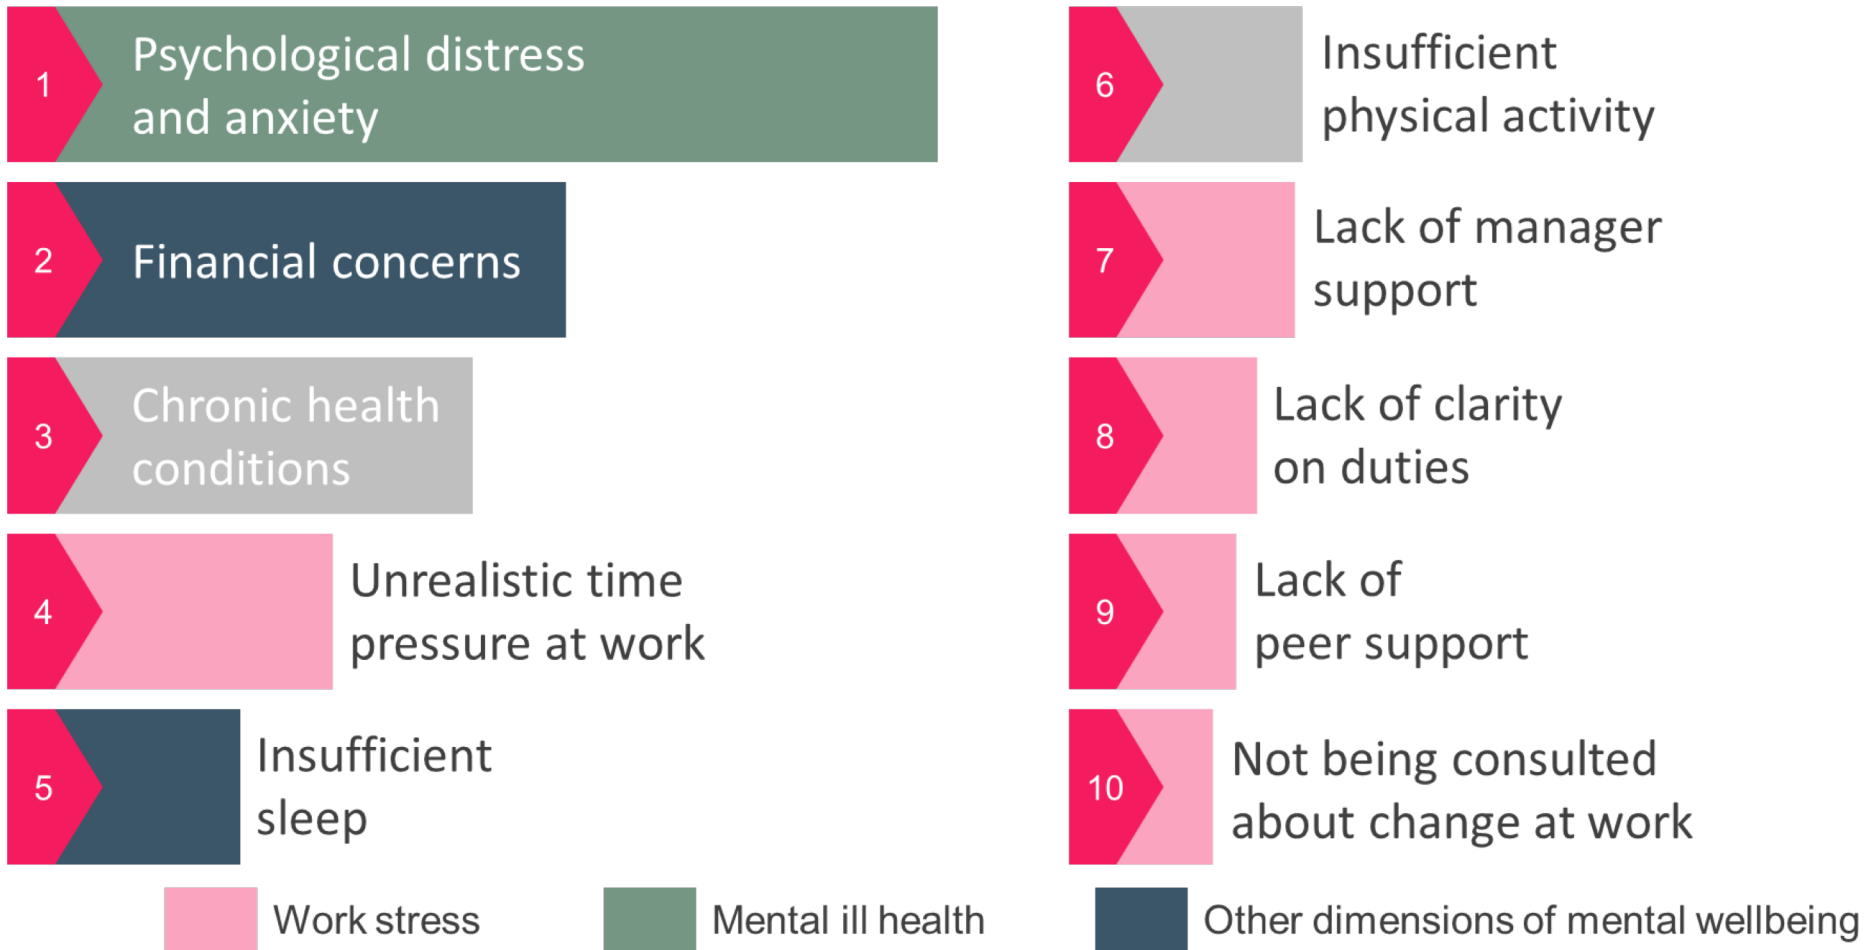 1
Psychological distress
and anxiety
2
Financial concerns
3
Chronic health
conditions
4
Unrealistic time
pressure at work
5
Insufficient
sleep
6
Insufficient
physical activity
7
Lack of manager
support
8
Lack of clarity
on duties
9
Lack of
peer support
10
Not being consulted
about change at work
Work stress
Mental ill health
Other dimensions of mental wellbeing